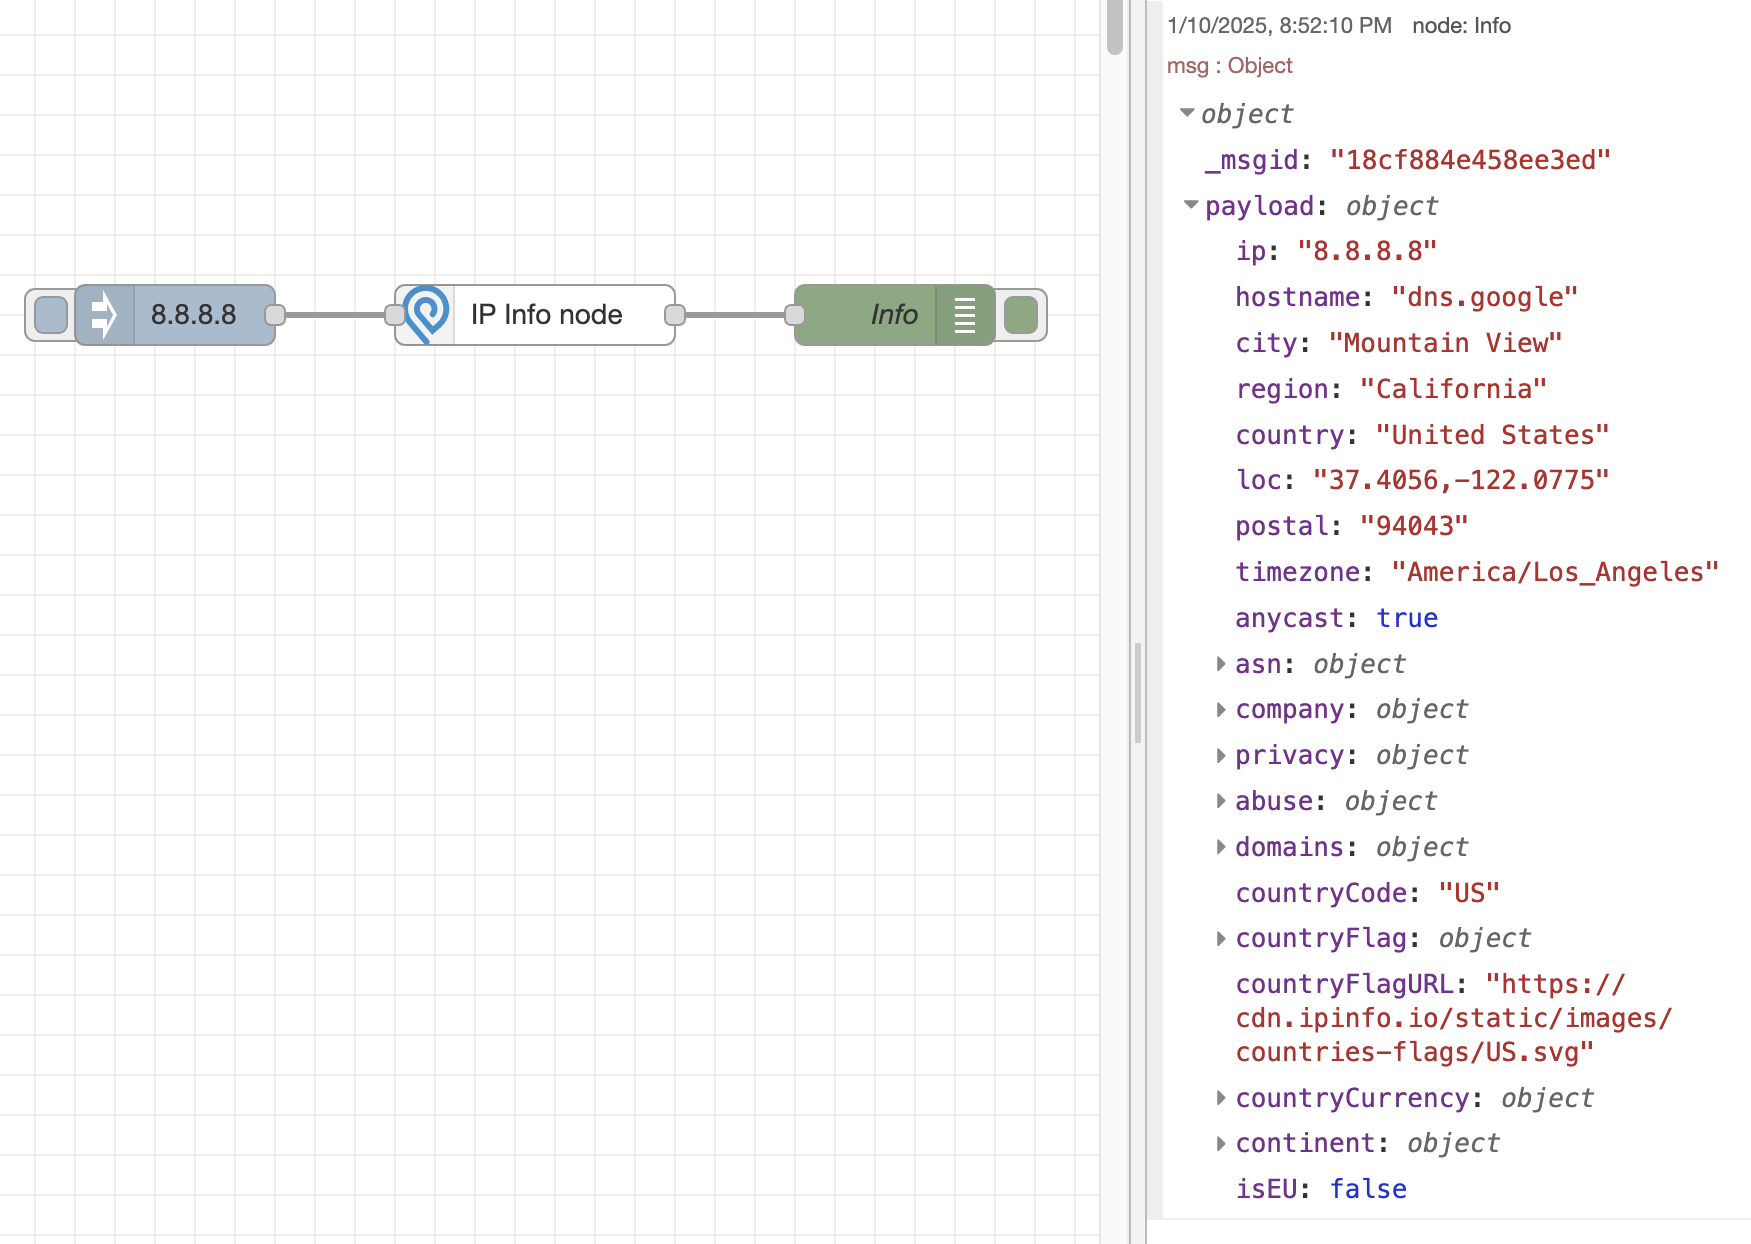 8.8.8.8
IP Info node
Info
1/10/2025, 8:52:10 PM node: Info
msg : Object
object
_msgid: "18cf884e458ee3ed"
payload: object
ip: "8.8.8.8"
hostname: "dns.google"
city: "Mountain View"
region: "California"
country: "United States"
loc: "37.4056,-122.0775"
postal: "94043"
timezone: "America/Los_Angeles"
anycast: true
asn: object
company: object
privacy: object
abuse: object
domains: object
countryCode: "US"
countryFlag: object
countryFlagURL: "https://
cdn.ipinfo.io/static/images/
countries-flags/US.svg"
countryCurrency: object
continent: object
isEU: false